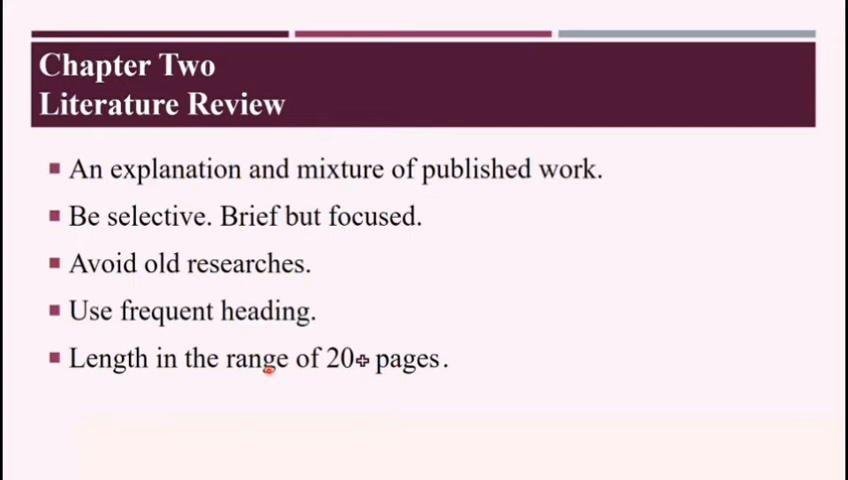 Chapter Two
Literature Review
An explanation and mixture of published work.
Be selective. Brief but focused.
Avoid old researches.
Use frequent heading.
Length in the range of 20+ pages.